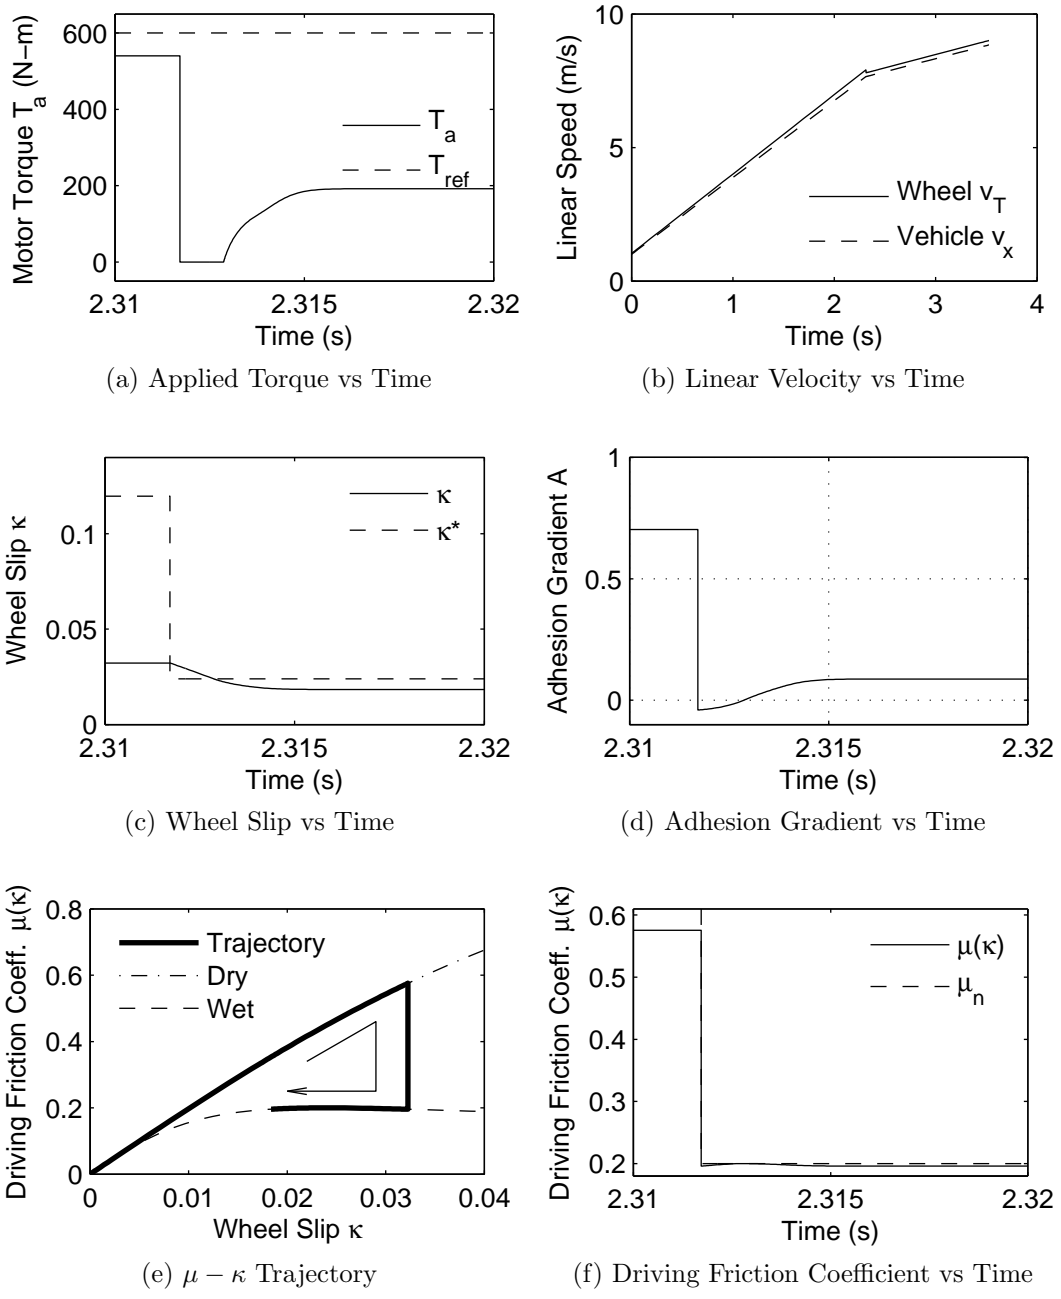 Motor Torque T_a (N−m)
600
400
200
0
T_a
T_ref
2.31
2.315
2.32
Time (s)
(a) Applied Torque vs Time
Linear Speed (m/s)
10
5
0
Wheel v_T
Vehicle v_x
0
1
2
3
4
Time (s)
(b) Linear Velocity vs Time
Wheel Slip κ
0.1
0.05
0
κ
κ*
2.31
2.315
2.32
Time (s)
(c) Wheel Slip vs Time
Adhesion Gradient A
1
0.5
0
2.31
2.315
2.32
Time (s)
(d) Adhesion Gradient vs Time
Driving Friction Coeff. μ(κ)
0.8
0.6
0.4
0.2
0
Trajectory
Dry
Wet
0
0.01
0.02
0.03
0.04
Wheel Slip κ
(e) μ − κ Trajectory
Driving Friction Coeff. μ(κ)
0.6
0.5
0.4
0.3
0.2
μ(κ)
μ_n
2.31
2.315
2.32
Time (s)
(f) Driving Friction Coefficient vs Time